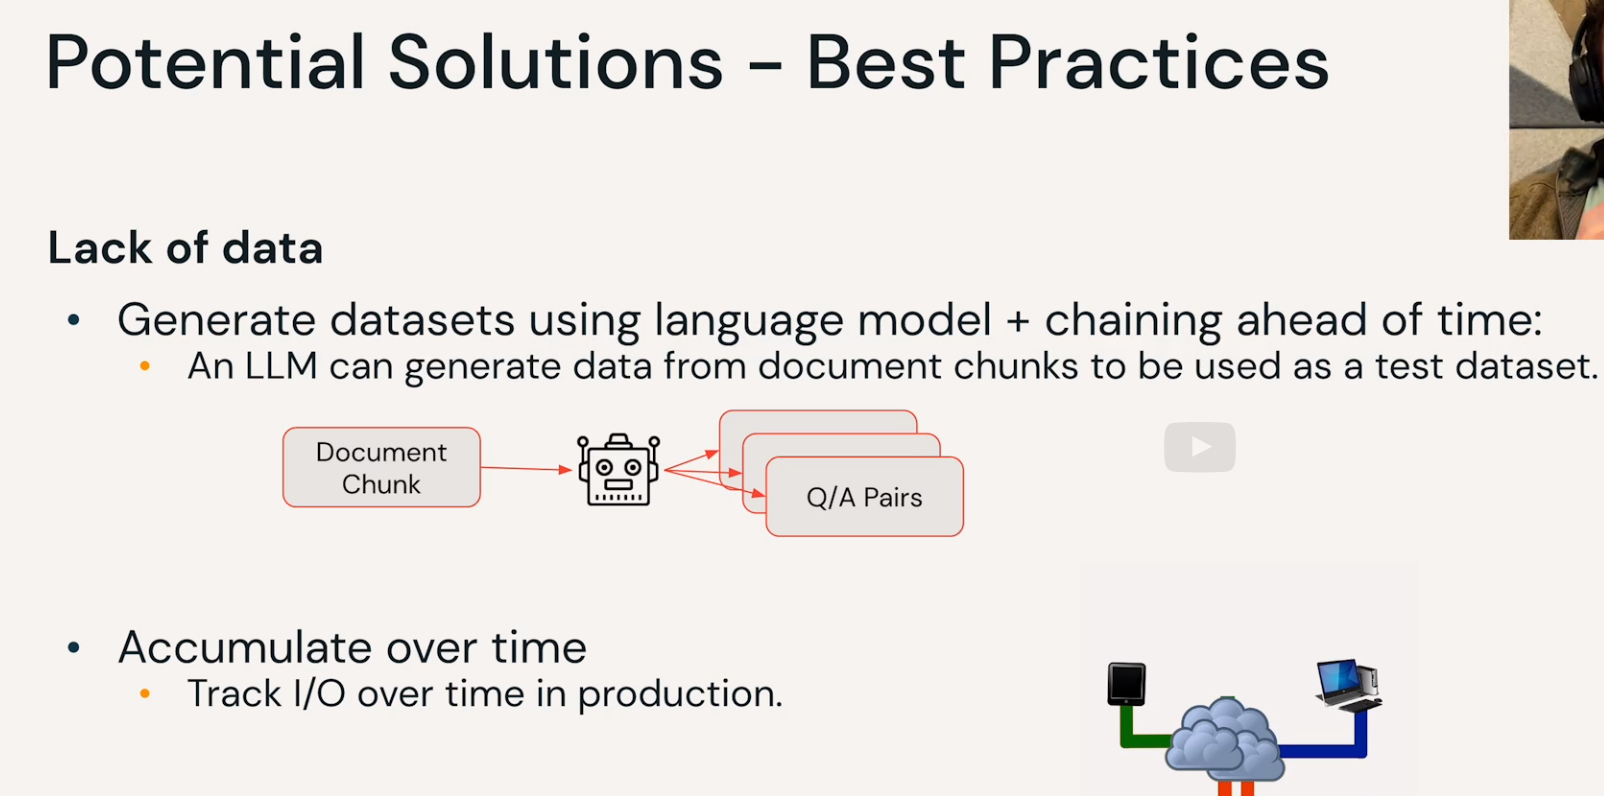 Potential Solutions – Best Practices
Lack of data
• Generate datasets using language model + chaining ahead of time:
• An LLM can generate data from document chunks to be used as a test dataset.
Document
Chunk
Q/A Pairs
• Accumulate over time
• Track I/O over time in production.